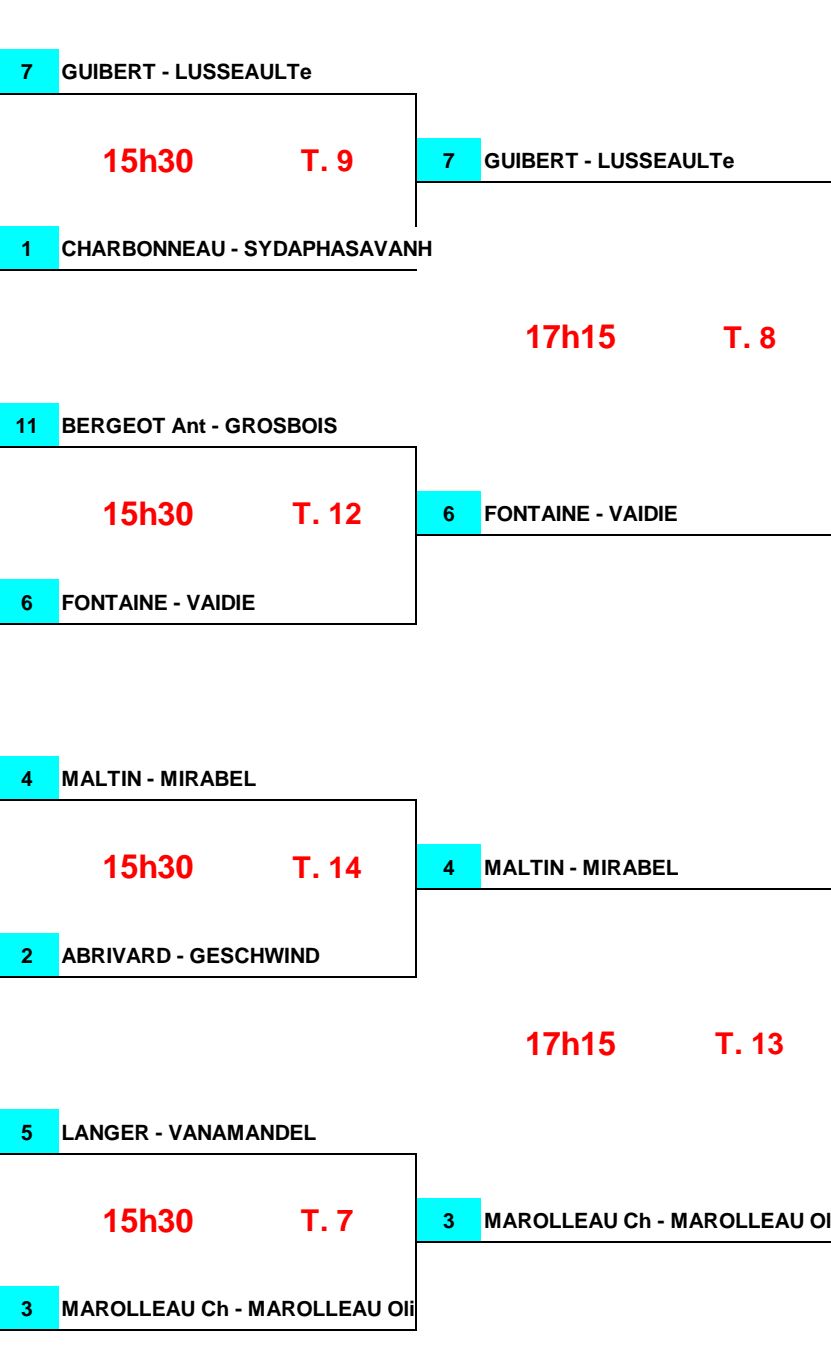 7 GUIBERT - LUSSEAULTe
15h30 T. 9 7 GUIBERT - LUSSEAULTe
1 CHARBONNEAU - SYDAPHASAVANH
17h15 T. 8
11 BERGEOT Ant - GROSBOIS
15h30 T. 12 6 FONTAINE - VAIDIE
6 FONTAINE - VAIDIE
4 MALTIN - MIRABEL
15h30 T. 14 4 MALTIN - MIRABEL
2 ABRIVARD - GESCHWIND
17h15 T. 13
5 LANGER - VANAMANDEL
15h30 T. 7 3 MAROLLEAU Ch - MAROLLEAU Ol
3 MAROLLEAU Ch - MAROLLEAU Oli